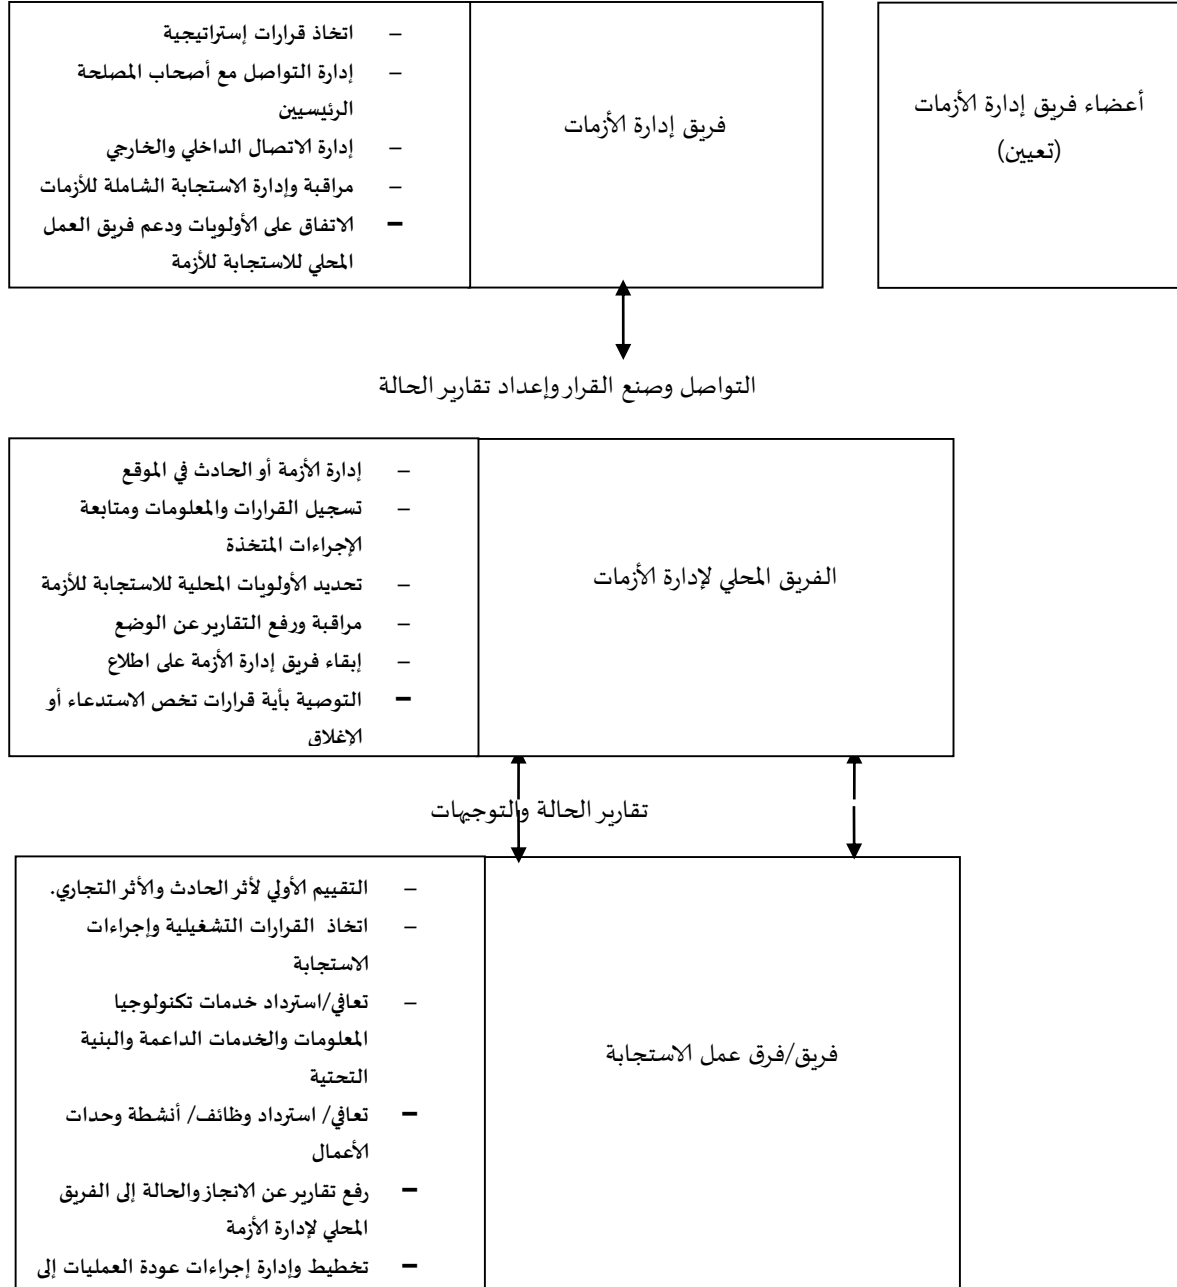 أعضاء فريق إدارة الأزمات
(تعيين)
فريق إدارة الأزمات
– اتخاذ قرارات إستراتيجية
– إدارة التواصل مع أصحاب المصلحة
الرئيسيين
– إدارة الاتصال الداخلي والخارجي
– مراقبة وإدارة الاستجابة الشاملة للأزمات
– الاتفاق على الأولويات ودعم فريق العمل
المحلي للاستجابة للأزمة
التواصل وصنع القرار وإعداد تقارير الحالة
الفريق المحلي لإدارة الأزمات
– إدارة الأزمة أو الحادث في الموقع
– تسجيل القرارات والمعلومات ومتابعة
الإجراءات المتخذة
– تحديد الأولويات المحلية للاستجابة للأزمة
– مراقبة ورفع التقارير عن الوضع
– إبقاء فريق إدارة الأزمة على اطلاع
– التوصية بأية قرارات تخص الاستدعاء أو
الإغلاق
تقارير الحالة والتوجيهات
فريق/فرق عمل الاستجابة
– التقييم الأولي لأثر الحادث والأثر التجاري.
– اتخاذ القرارات التشغيلية وإجراءات
الاستجابة
– تعافي/استرداد خدمات تكنولوجيا
المعلومات والخدمات الداعمة والبنية
التحتية
– تعافي/ استرداد وظائف/ أنشطة وحدات
الأعمال
– رفع تقارير عن الانجاز والحالة إلى الفريق
المحلي لإدارة الأزمة
– تخطيط وإدارة إجراءات عودة العمليات إلى